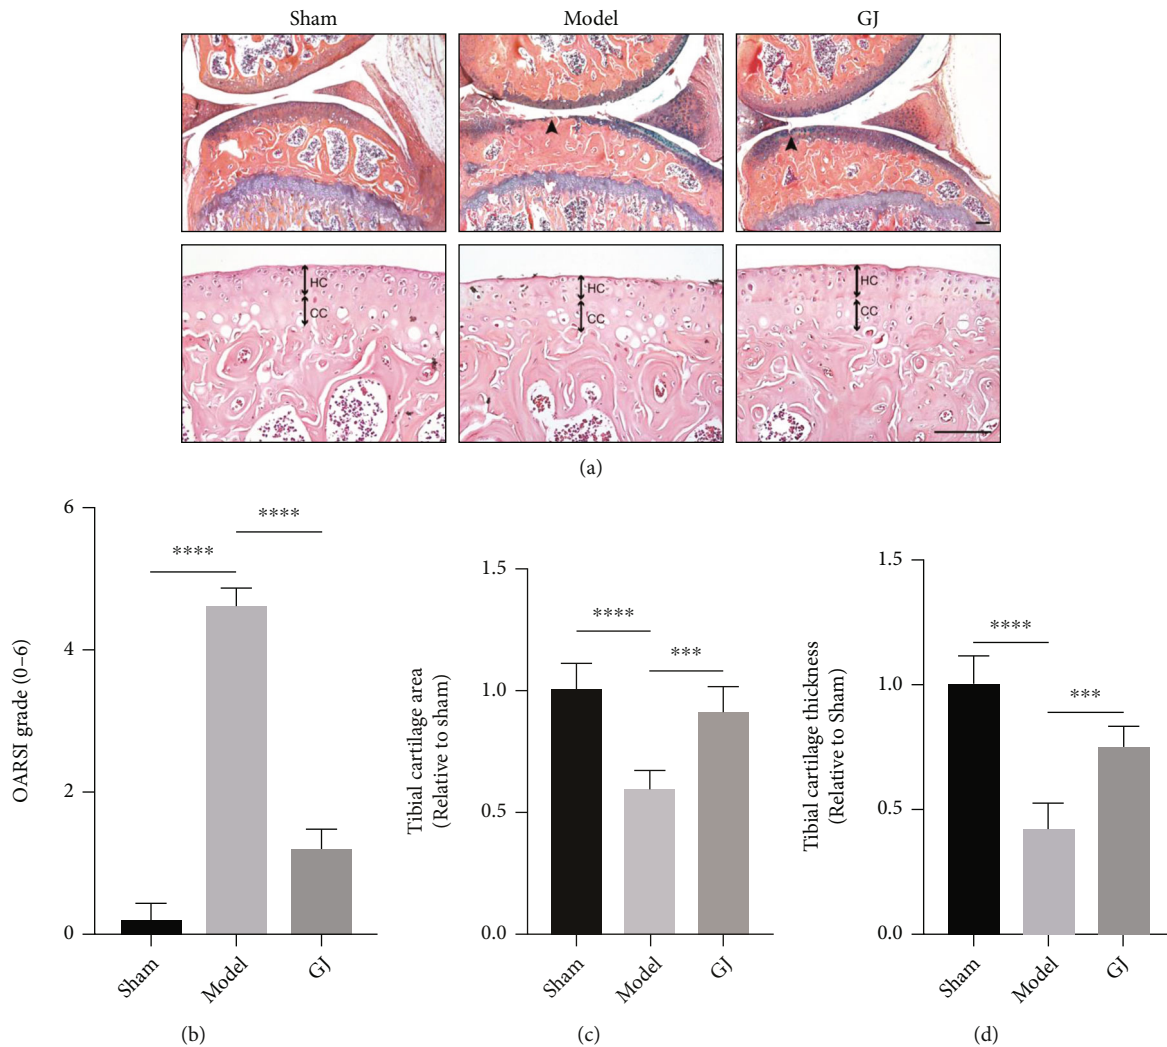 Sham
Model
GJ
HC
CC
HC
CC
HC
CC
(a)
OARSI grade (0–6)
6
4
2
0
****
****
Sham
Model
GJ
(b)
Tibial cartilage area
(Relative to sham)
1.5
1.0
0.5
0.0
****
***
Sham
Model
GJ
(c)
Tibial cartilage thickness
(Relative to Sham)
1.5
1.0
0.5
0.0
****
***
Sham
Model
GJ
(d)